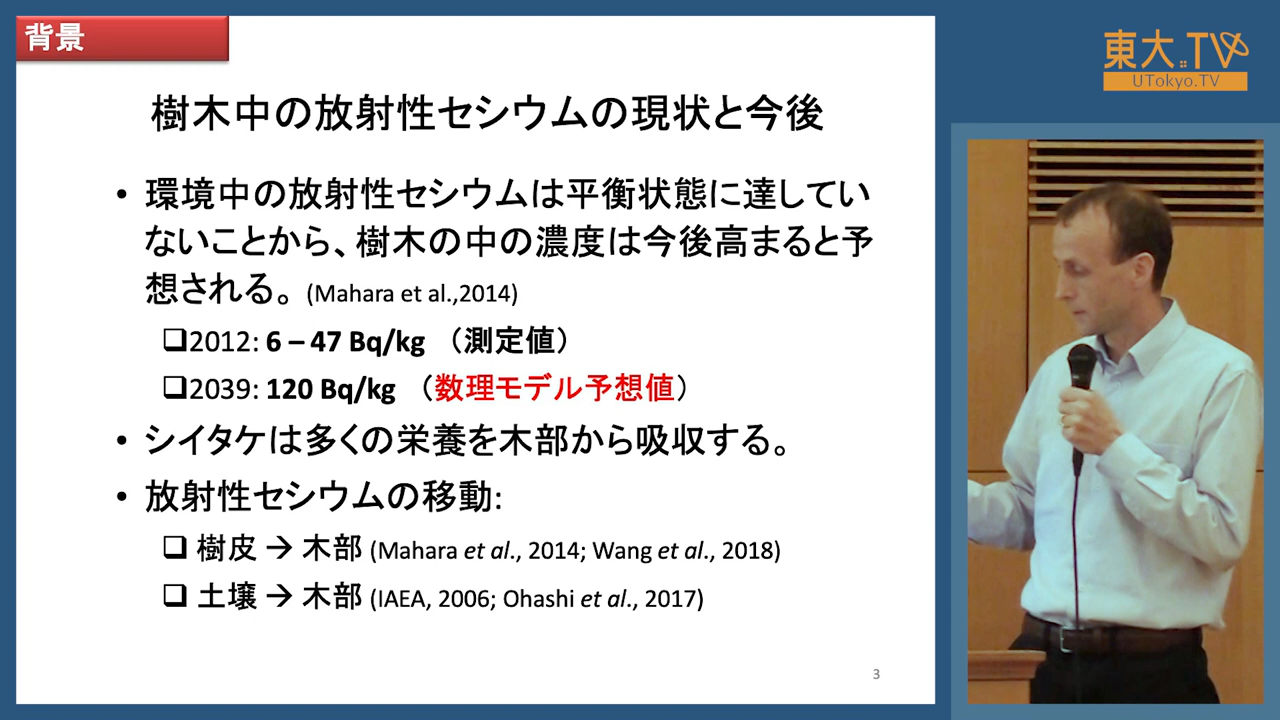 背景
樹木中の放射性セシウムの現状と今後
• 環境中の放射性セシウムは平衡状態に達してい
ないことから、樹木の中の濃度は今後高まると予
想される。 (Mahara et al.,2014)
❑2012: 6 – 47 Bq/kg （測定値）
❑2039: 120 Bq/kg （数理モデル予想値）
• シイタケは多くの栄養を木部から吸収する。
• 放射性セシウムの移動:
❑ 樹皮 → 木部 (Mahara et al., 2014; Wang et al., 2018)
❑ 土壌 → 木部 (IAEA, 2006; Ohashi et al., 2017)
3
東大.TV
UTokyo.TV